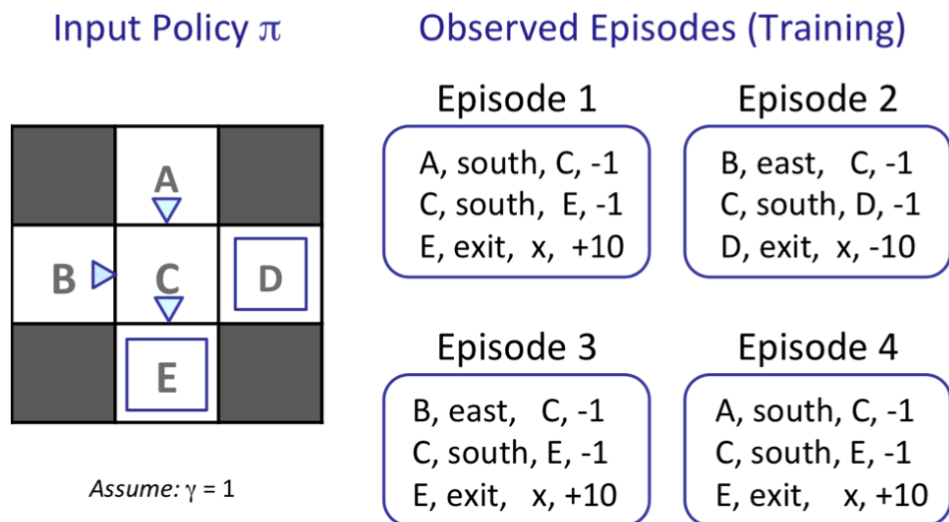 Input Policy π
Observed Episodes (Training)
A
B
C
D
E
Assume: γ = 1
Episode 1
A, south, C, -1
C, south, E, -1
E, exit, x, +10
Episode 2
B, east, C, -1
C, south, D, -1
D, exit, x, -10
Episode 3
B, east, C, -1
C, south, E, -1
E, exit, x, +10
Episode 4
A, south, C, -1
C, south, E, -1
E, exit, x, +10